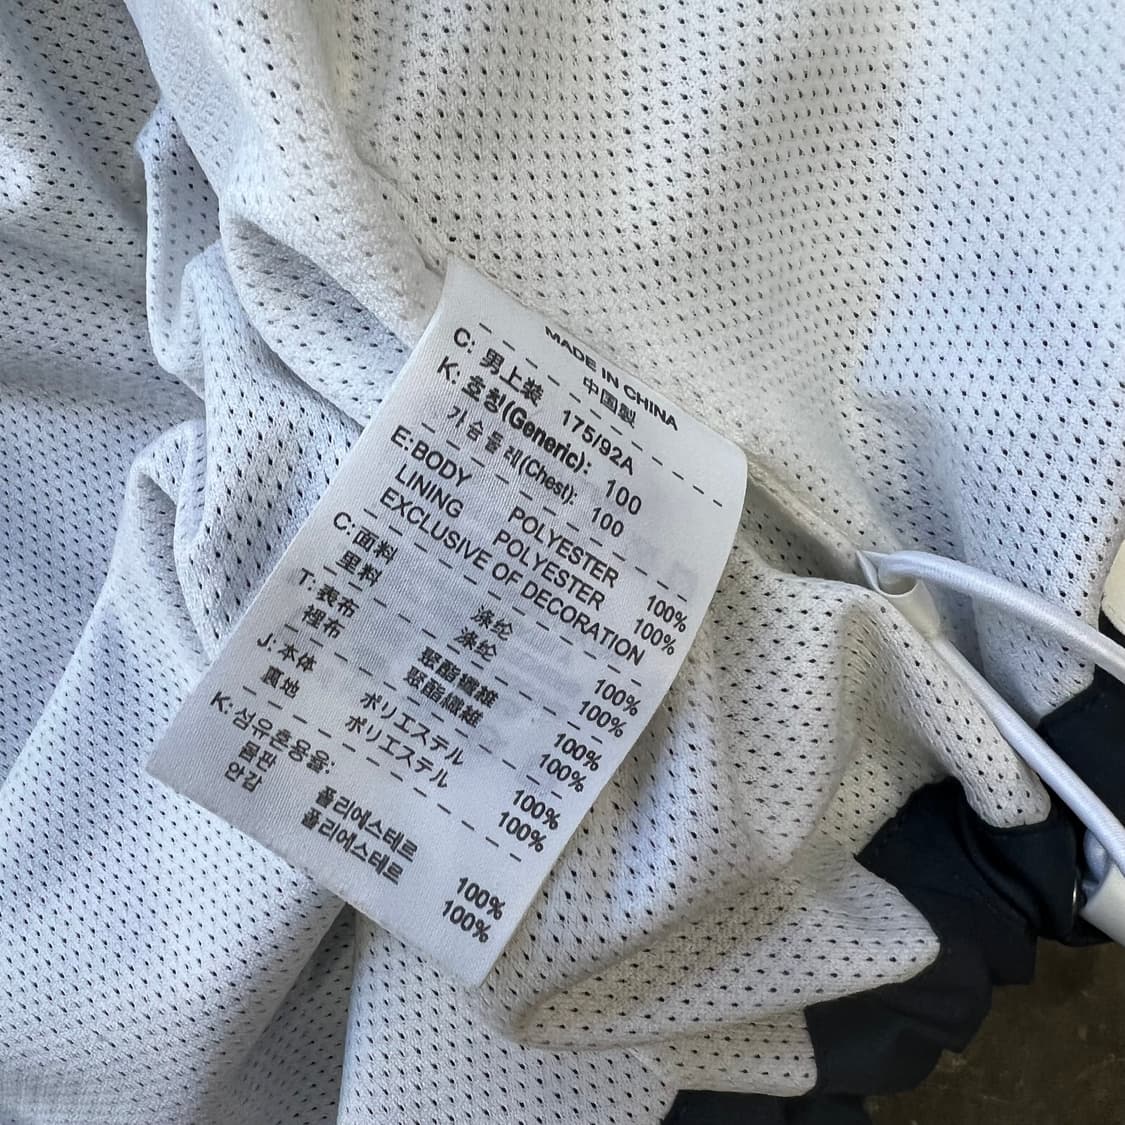 MADE IN CHINA
中国製
C: 男上裝 175/92A
K: 호칭(Generic): 100
가슴둘레(Chest): 100
E: BODY POLYESTER 100%
LINING POLYESTER 100%
EXCLUSIVE OF DECORATION
C: 面料 涤纶 100%
里料 涤纶 100%
T: 表布 聚酯纖維 100%
裡布 聚酯纖維 100%
J: 本体 ポリエステル 100%
裏地 ポリエステル 100%
K: 섬유혼용율:
몸판 폴리에스테르 100%
안감 폴리에스테르 100%